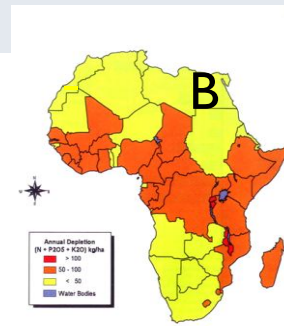 B
Annual Depletion
(N + P2O5 + K2O) kg/ha
> 100
50 - 100
< 50
Water Bodies